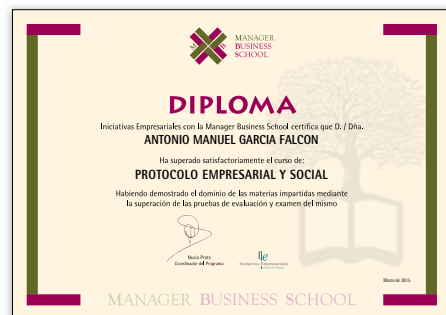 M B
MANAGER
BUSINESS
SCHOOL
DIPLOMA
Iniciativas Empresariales con la Manager Business School certifica que D. / Dña.
ANTONIO MANUEL GARCIA FALCON
Ha superado satisfactoriamente el curso de:
PROTOCOLO EMPRESARIAL Y SOCIAL
Habiendo demostrado el dominio de las materias impartidas mediante
la superación de las pruebas de evaluación y examen del mismo
Nuria Prats
Coordinador del Programa
Iniciativas Empresariales
Marzo de 2015
MANAGER BUSINESS SCHOOL